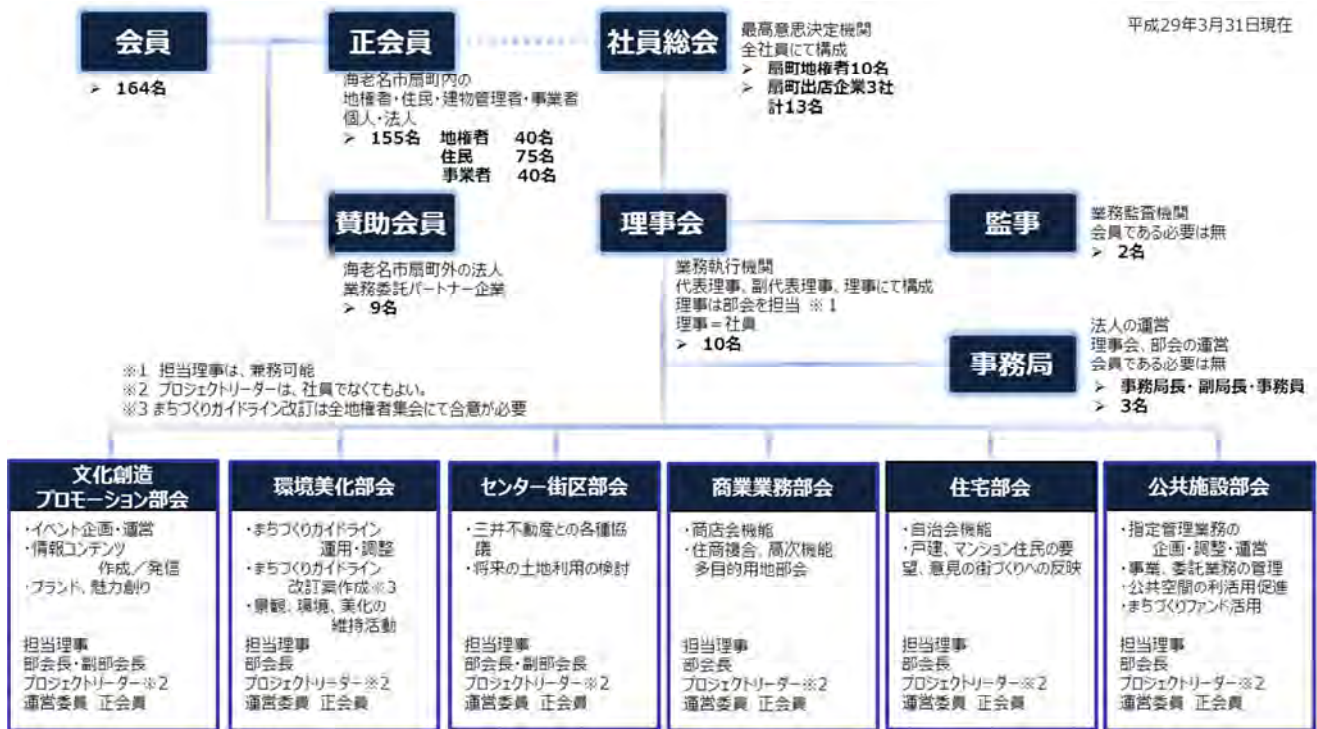 平成29年3月31日現在
会員
➢ 164名
正会員
海老名市扇町内の
地権者・住民・建物管理者・事業者
個人・法人
➢ 155名 地権者 40名
住民 75名
事業者 40名
賛助会員
海老名市扇町外の法人
業務委託パートナー企業
➢ 9名
社員総会
最高意思決定機関
全社員にて構成
➢ 扇町地権者10名
➢ 扇町出店企業3社
計13名
理事会
業務執行機関
代表理事、副代表理事、理事にて構成
理事は部会を担当 ※1
理事=社員
➢ 10名
監事
業務監査機関
会員である必要は無
➢ 2名
事務局
法人の運営
理事会、部会の運営
会員である必要は無
➢ 事務局長・副局長・事務員
➢ 3名
※1 担当理事は、兼務可能
※2 プロジェクトリーダーは、社員でなくてもよい。
※3 まちづくりガイドライン改訂は全地権者集会にて合意が必要
文化創造
プロモーション部会
・イベント企画・運営
・情報コンテンツ
作成/発信
・ブランド、魅力創り
担当理事
部会長・副部会長
プロジェクトリーダー※2
運営委員 正会員
環境美化部会
・まちづくりガイドライン
運用・調整
・まちづくりガイドライン
改訂案作成※3
・景観、環境、美化の
維持活動
担当理事
部会長
プロジェクトリーダー※2
運営委員 正会員
センター街区部会
・三井不動産との各種協
議
・将来の土地利用の検討
担当理事
部会長・副部会長
プロジェクトリーダー※2
運営委員 正会員
商業業務部会
・商店会機能
・住商複合、高次機能
多目的用地部会
担当理事
部会長
プロジェクトリーダー※2
運営委員 正会員
住宅部会
・自治会機能
・戸建、マンション住民の要
望、意見の街づくりへの反映
担当理事
部会長
プロジェクトリーダー※2
運営委員 正会員
公共施設部会
・指定管理業務の
企画・調整・運営
・事業、委託業務の管理
・公共空間の利活用促進
・まちづくりファンド活用
担当理事
部会長
プロジェクトリーダー※2
運営委員 正会員